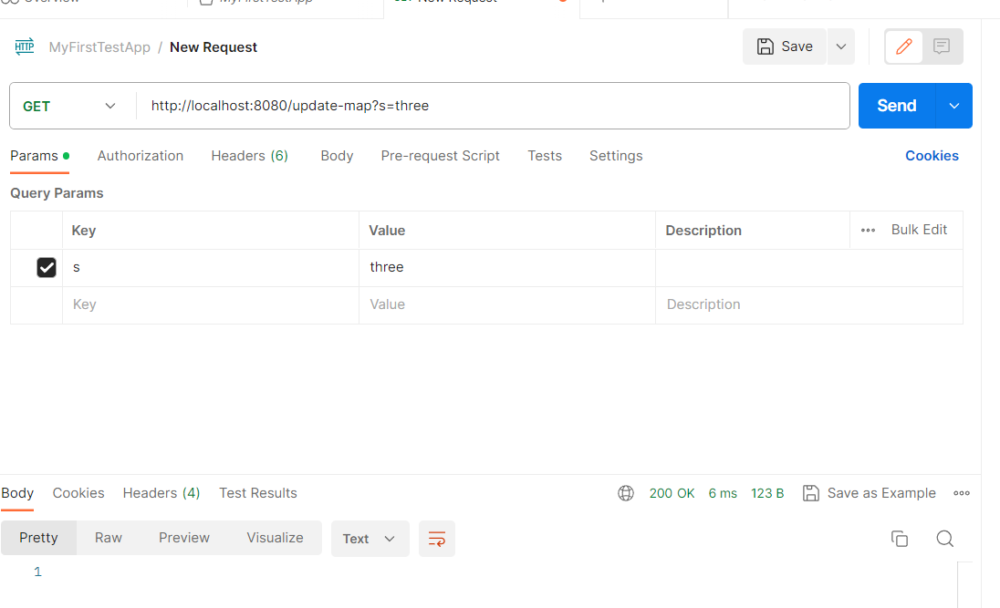 Overview MyFirstTestApp GET New Request
HTTP MyFirstTestApp / New Request Save
GET http://localhost:8080/update-map?s=three Send
Params Authorization Headers (6) Body Pre-request Script Tests Settings Cookies
Query Params
Key Value Description Bulk Edit
s three
Key Value Description
Body Cookies Headers (4) Test Results 200 OK 6 ms 123 B Save as Example
Pretty Raw Preview Visualize Text
1